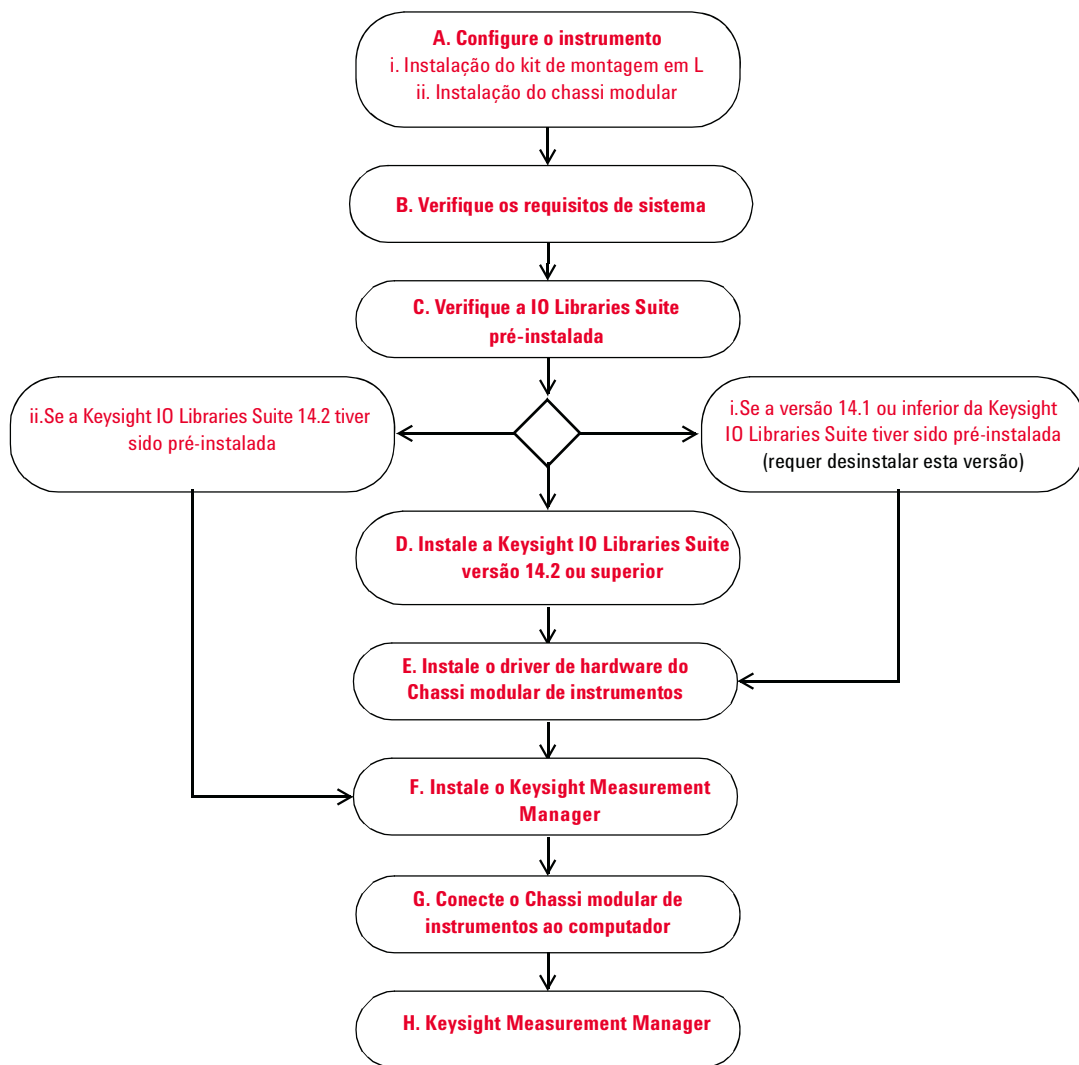 A. Configure o instrumento
i. Instalação do kit de montagem em L
ii. Instalação do chassi modular
B. Verifique os requisitos de sistema
C. Verifique a IO Libraries Suite
pré-instalada
ii.Se a Keysight IO Libraries Suite 14.2 tiver
sido pré-instalada
i.Se a versão 14.1 ou inferior da Keysight
IO Libraries Suite tiver sido pré-instalada
(requer desinstalar esta versão)
D. Instale a Keysight IO Libraries Suite
versão 14.2 ou superior
E. Instale o driver de hardware do
Chassi modular de instrumentos
F. Instale o Keysight Measurement
Manager
G. Conecte o Chassi modular de
instrumentos ao computador
H. Keysight Measurement Manager